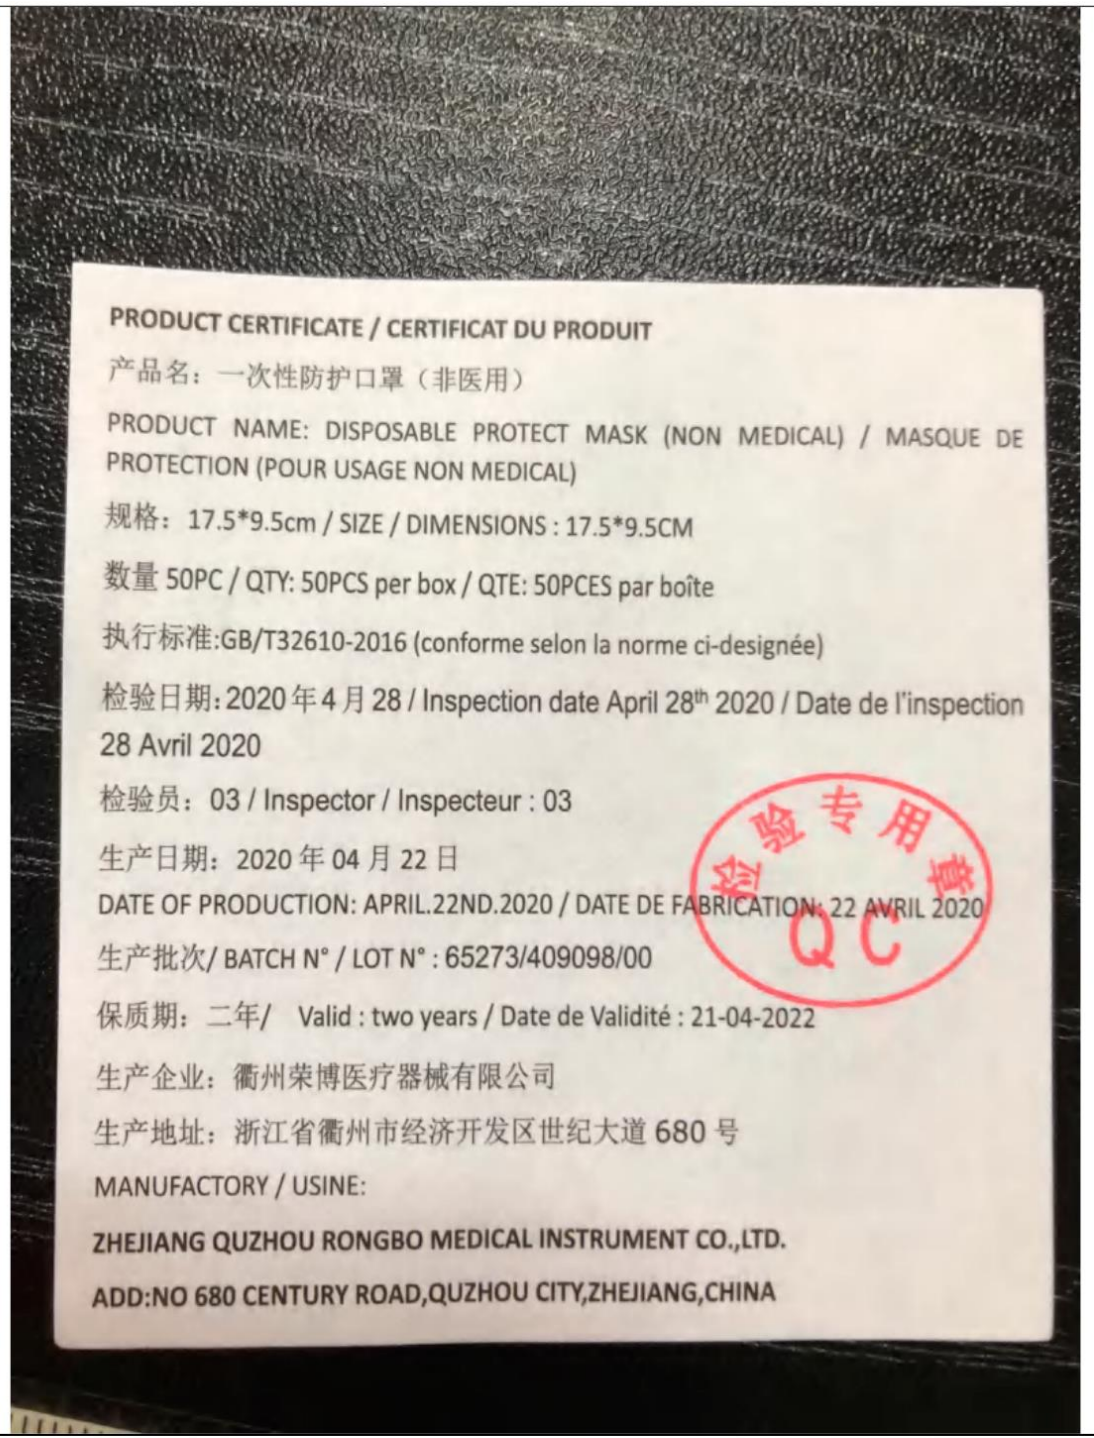 PRODUCT CERTIFICATE / CERTIFICAT DU PRODUIT
产品名：一次性防护口罩（非医用）
PRODUCT NAME: DISPOSABLE PROTECT MASK (NON MEDICAL) / MASQUE DE
PROTECTION (POUR USAGE NON MEDICAL)
规格：17.5*9.5cm / SIZE / DIMENSIONS : 17.5*9.5CM
数量 50PC / QTY: 50PCS per box / QTE: 50PCES par boîte
执行标准:GB/T32610-2016 (conforme selon la norme ci-designée)
检验日期: 2020 年 4 月 28 / Inspection date April 28th 2020 / Date de l'inspection
28 Avril 2020
检验员：03 / Inspector / Inspecteur : 03
生产日期：2020 年 04 月 22 日
DATE OF PRODUCTION: APRIL.22ND.2020 / DATE DE FABRICATION: 22 AVRIL 2020
检验专用章
QC
生产批次/ BATCH N° / LOT N° : 65273/409098/00
保质期：二年/ Valid : two years / Date de Validité : 21-04-2022
生产企业：衢州荣博医疗器械有限公司
生产地址：浙江省衢州市经济开发区世纪大道 680 号
MANUFACTORY / USINE:
ZHEJIANG QUZHOU RONGBO MEDICAL INSTRUMENT CO.,LTD.
ADD:NO 680 CENTURY ROAD,QUZHOU CITY,ZHEJIANG,CHINA